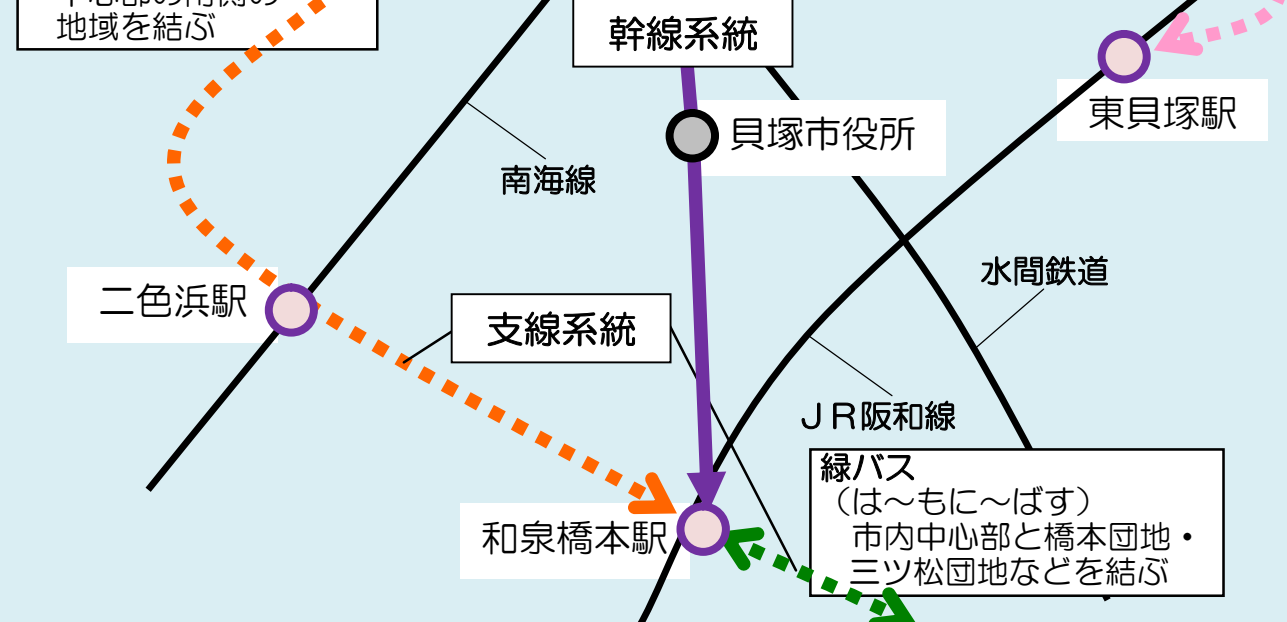 地域を結ぶ
幹線系統
東貝塚駅
貝塚市役所
南海線
水間鉄道
二色浜駅
支線系統
JR阪和線
緑バス
(は~もに~ばす)
市内中心部と橋本団地・
三ツ松団地などを結ぶ
和泉橋本駅